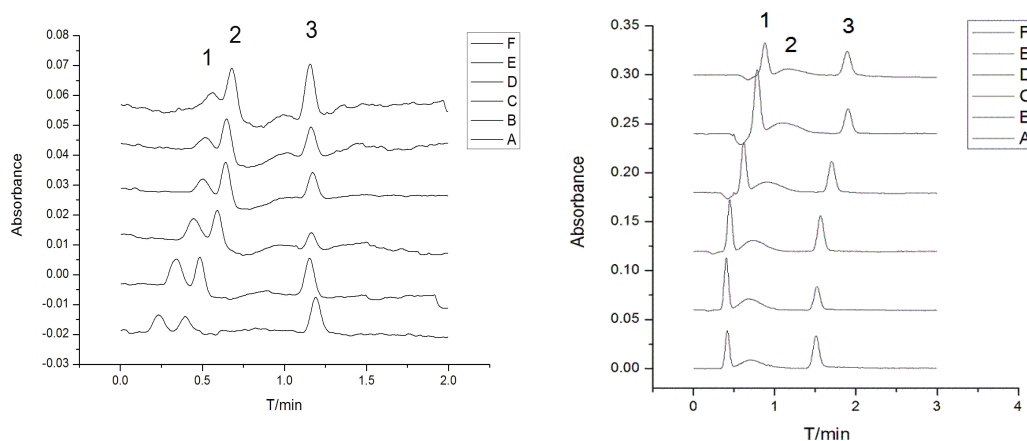 1 2 3
F
E
D
C
B
A
0.08
0.07
0.06
0.05
0.04
0.03
0.02
0.01
0.00
-0.01
-0.02
-0.03
Absorbance
0.0 0.5 1.0 1.5 2.0
T/min
1 2 3
F
E
D
C
B
A
0.35
0.30
0.25
0.20
0.15
0.10
0.05
0.00
Absorbance
0 1 2 3 4
T/min